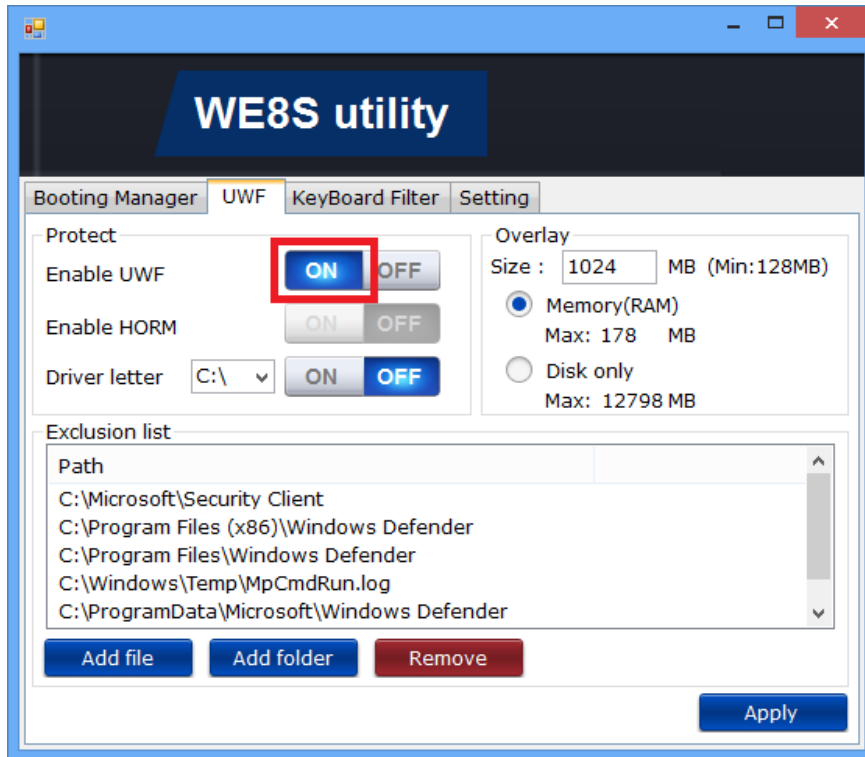 WE8S utility
Booting Manager UWF KeyBoard Filter Setting
Protect
Enable UWF ON OFF
Enable HORM ON OFF
Driver letter C:\ ON OFF
Overlay
Size : 1024 MB (Min:128MB)
Memory(RAM)
Max: 178 MB
Disk only
Max: 12798 MB
Exclusion list
Path
C:\Microsoft\Security Client
C:\Program Files (x86)\Windows Defender
C:\Program Files\Windows Defender
C:\Windows\Temp\MpCmdRun.log
C:\ProgramData\Microsoft\Windows Defender
Add file Add folder Remove
Apply